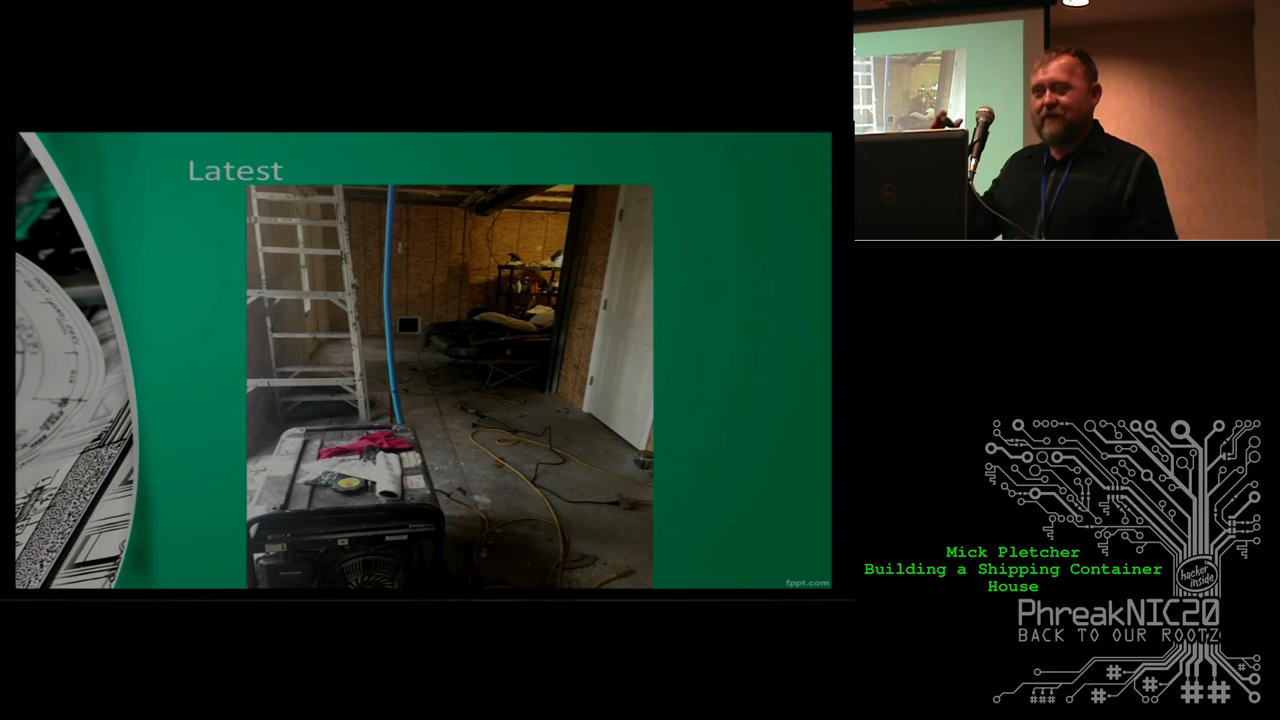 Latest
fppt.com
Mick Pletcher
Building a Shipping Container
House
hacker
inside
PhreakNIC20
BACK TO OUR ROOTZ